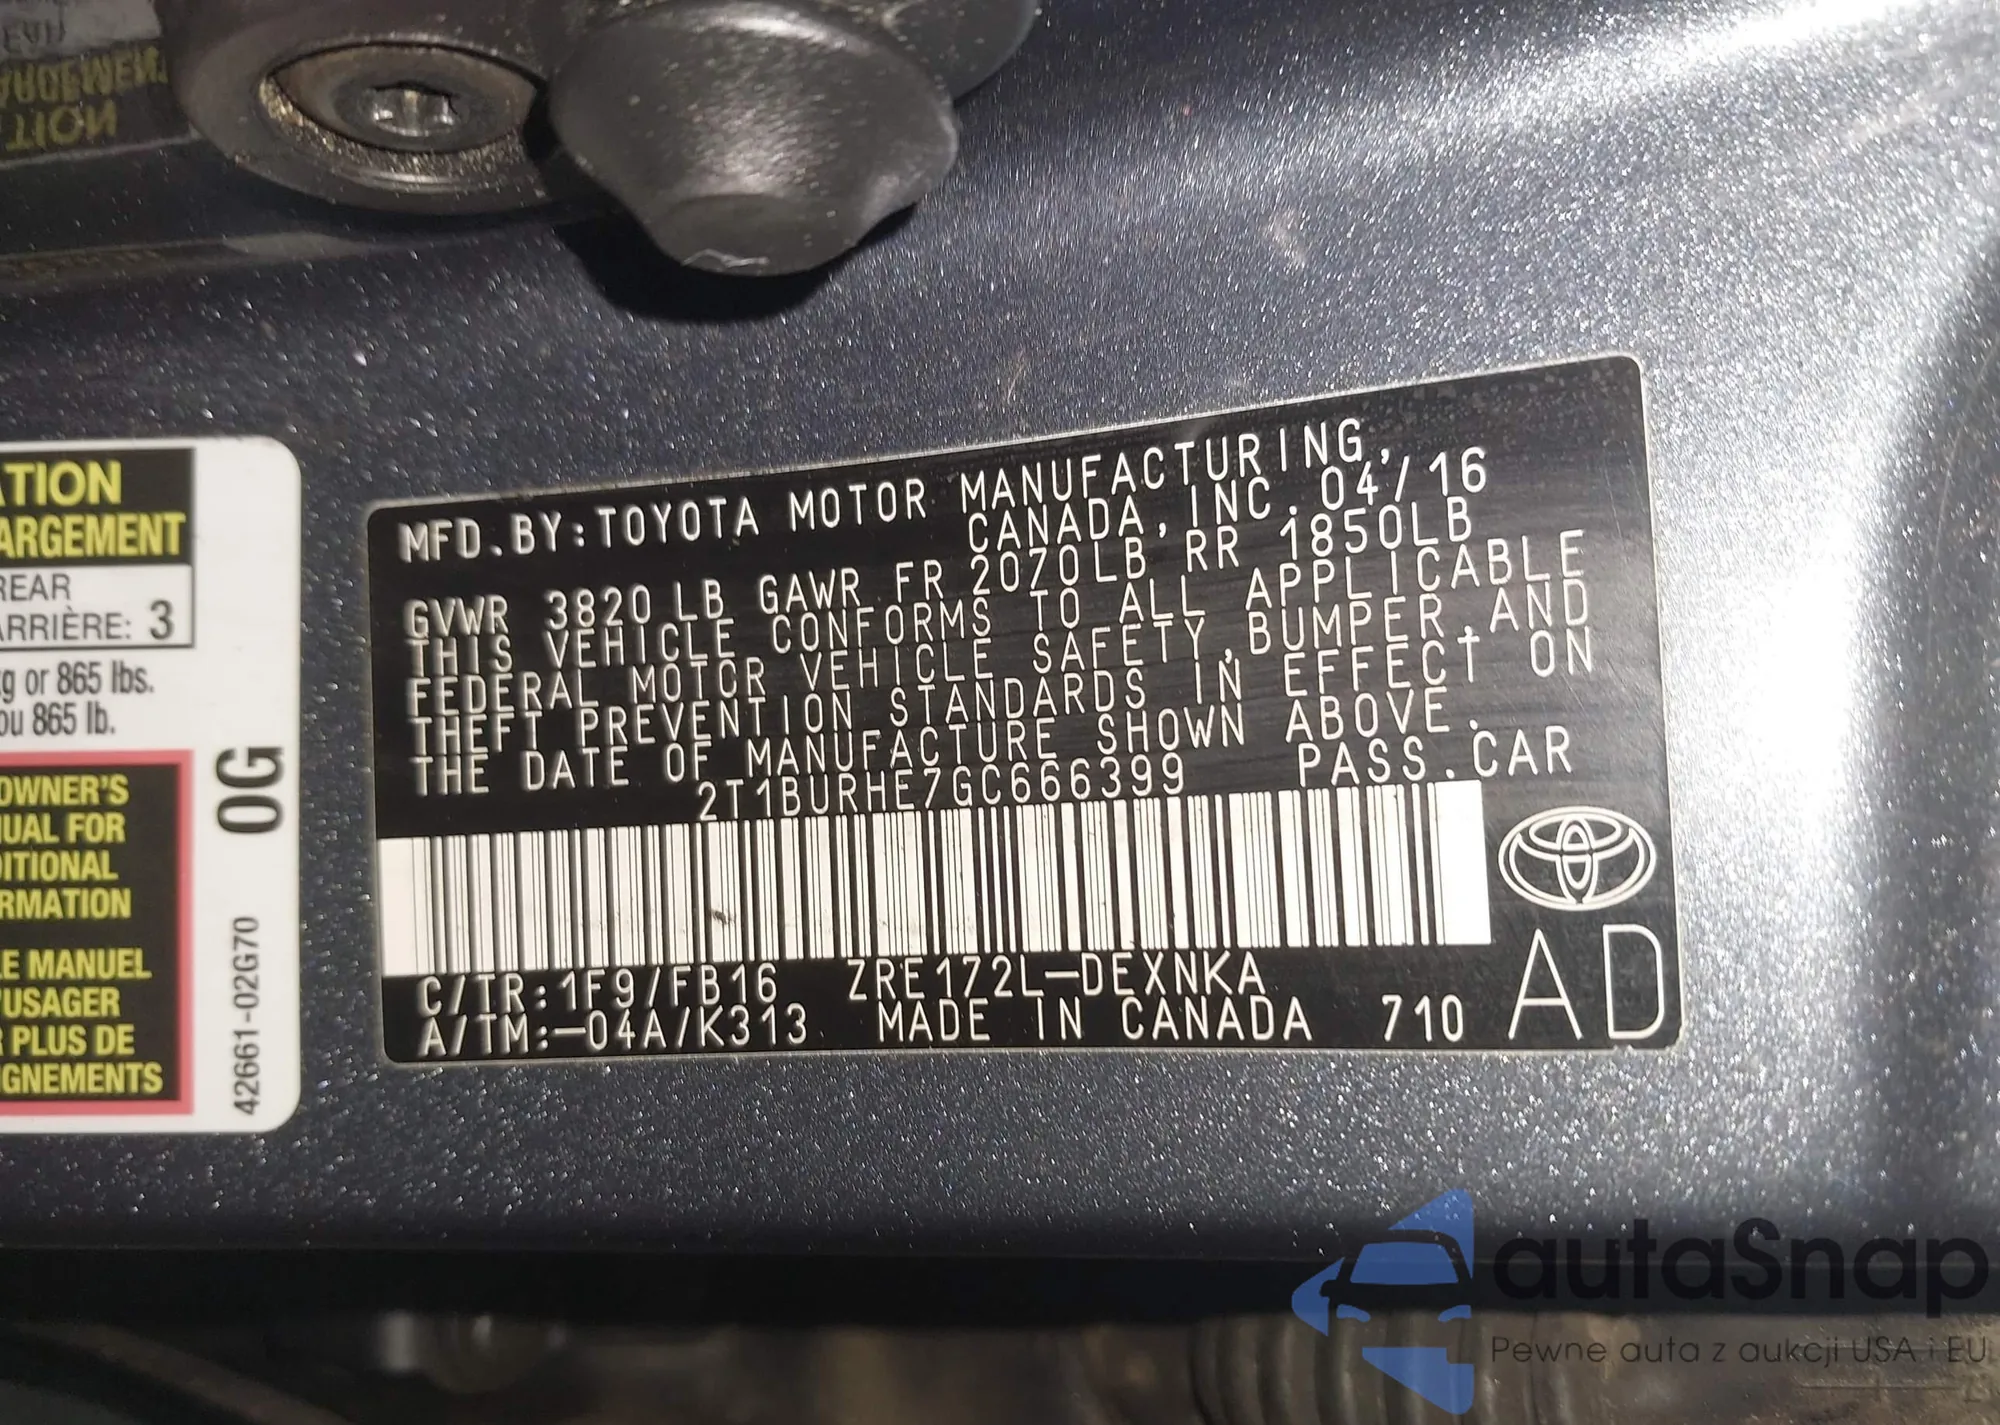 ATION
ARGEMENT
REAR
ARRIÈRE: 3
kg or 865 lbs.
ou 865 lb.
OWNER'S
NUAL FOR
DITIONAL
ORMATION
LE MANUEL
L'USAGER
R PLUS DE
IGNEMENTS
0G
42661-02G70
MFD. BY: TOYOTA MOTOR MANUFACTURING,
CANADA, INC. 04/16
GVWR 3820 LB GAWR FR 2070LB RR 1850LB
THIS VEHICLE CONFORMS TO ALL APPLICABLE
FEDERAL MOTOR VEHICLE SAFETY, BUMPER, AND
THEFT PREVENTION STANDARDS IN EFFECT ON
THE DATE OF MANUFACTURE SHOWN ABOVE.
2T1BURHE7GC666399 PASS. CAR
C/TR: 1F9/FB16 ZRE172L-DEXNKA
A/TM: -04A/K313 MADE IN CANADA 710
AD
autaSnap
Pewne auta z aukcji USA i EU